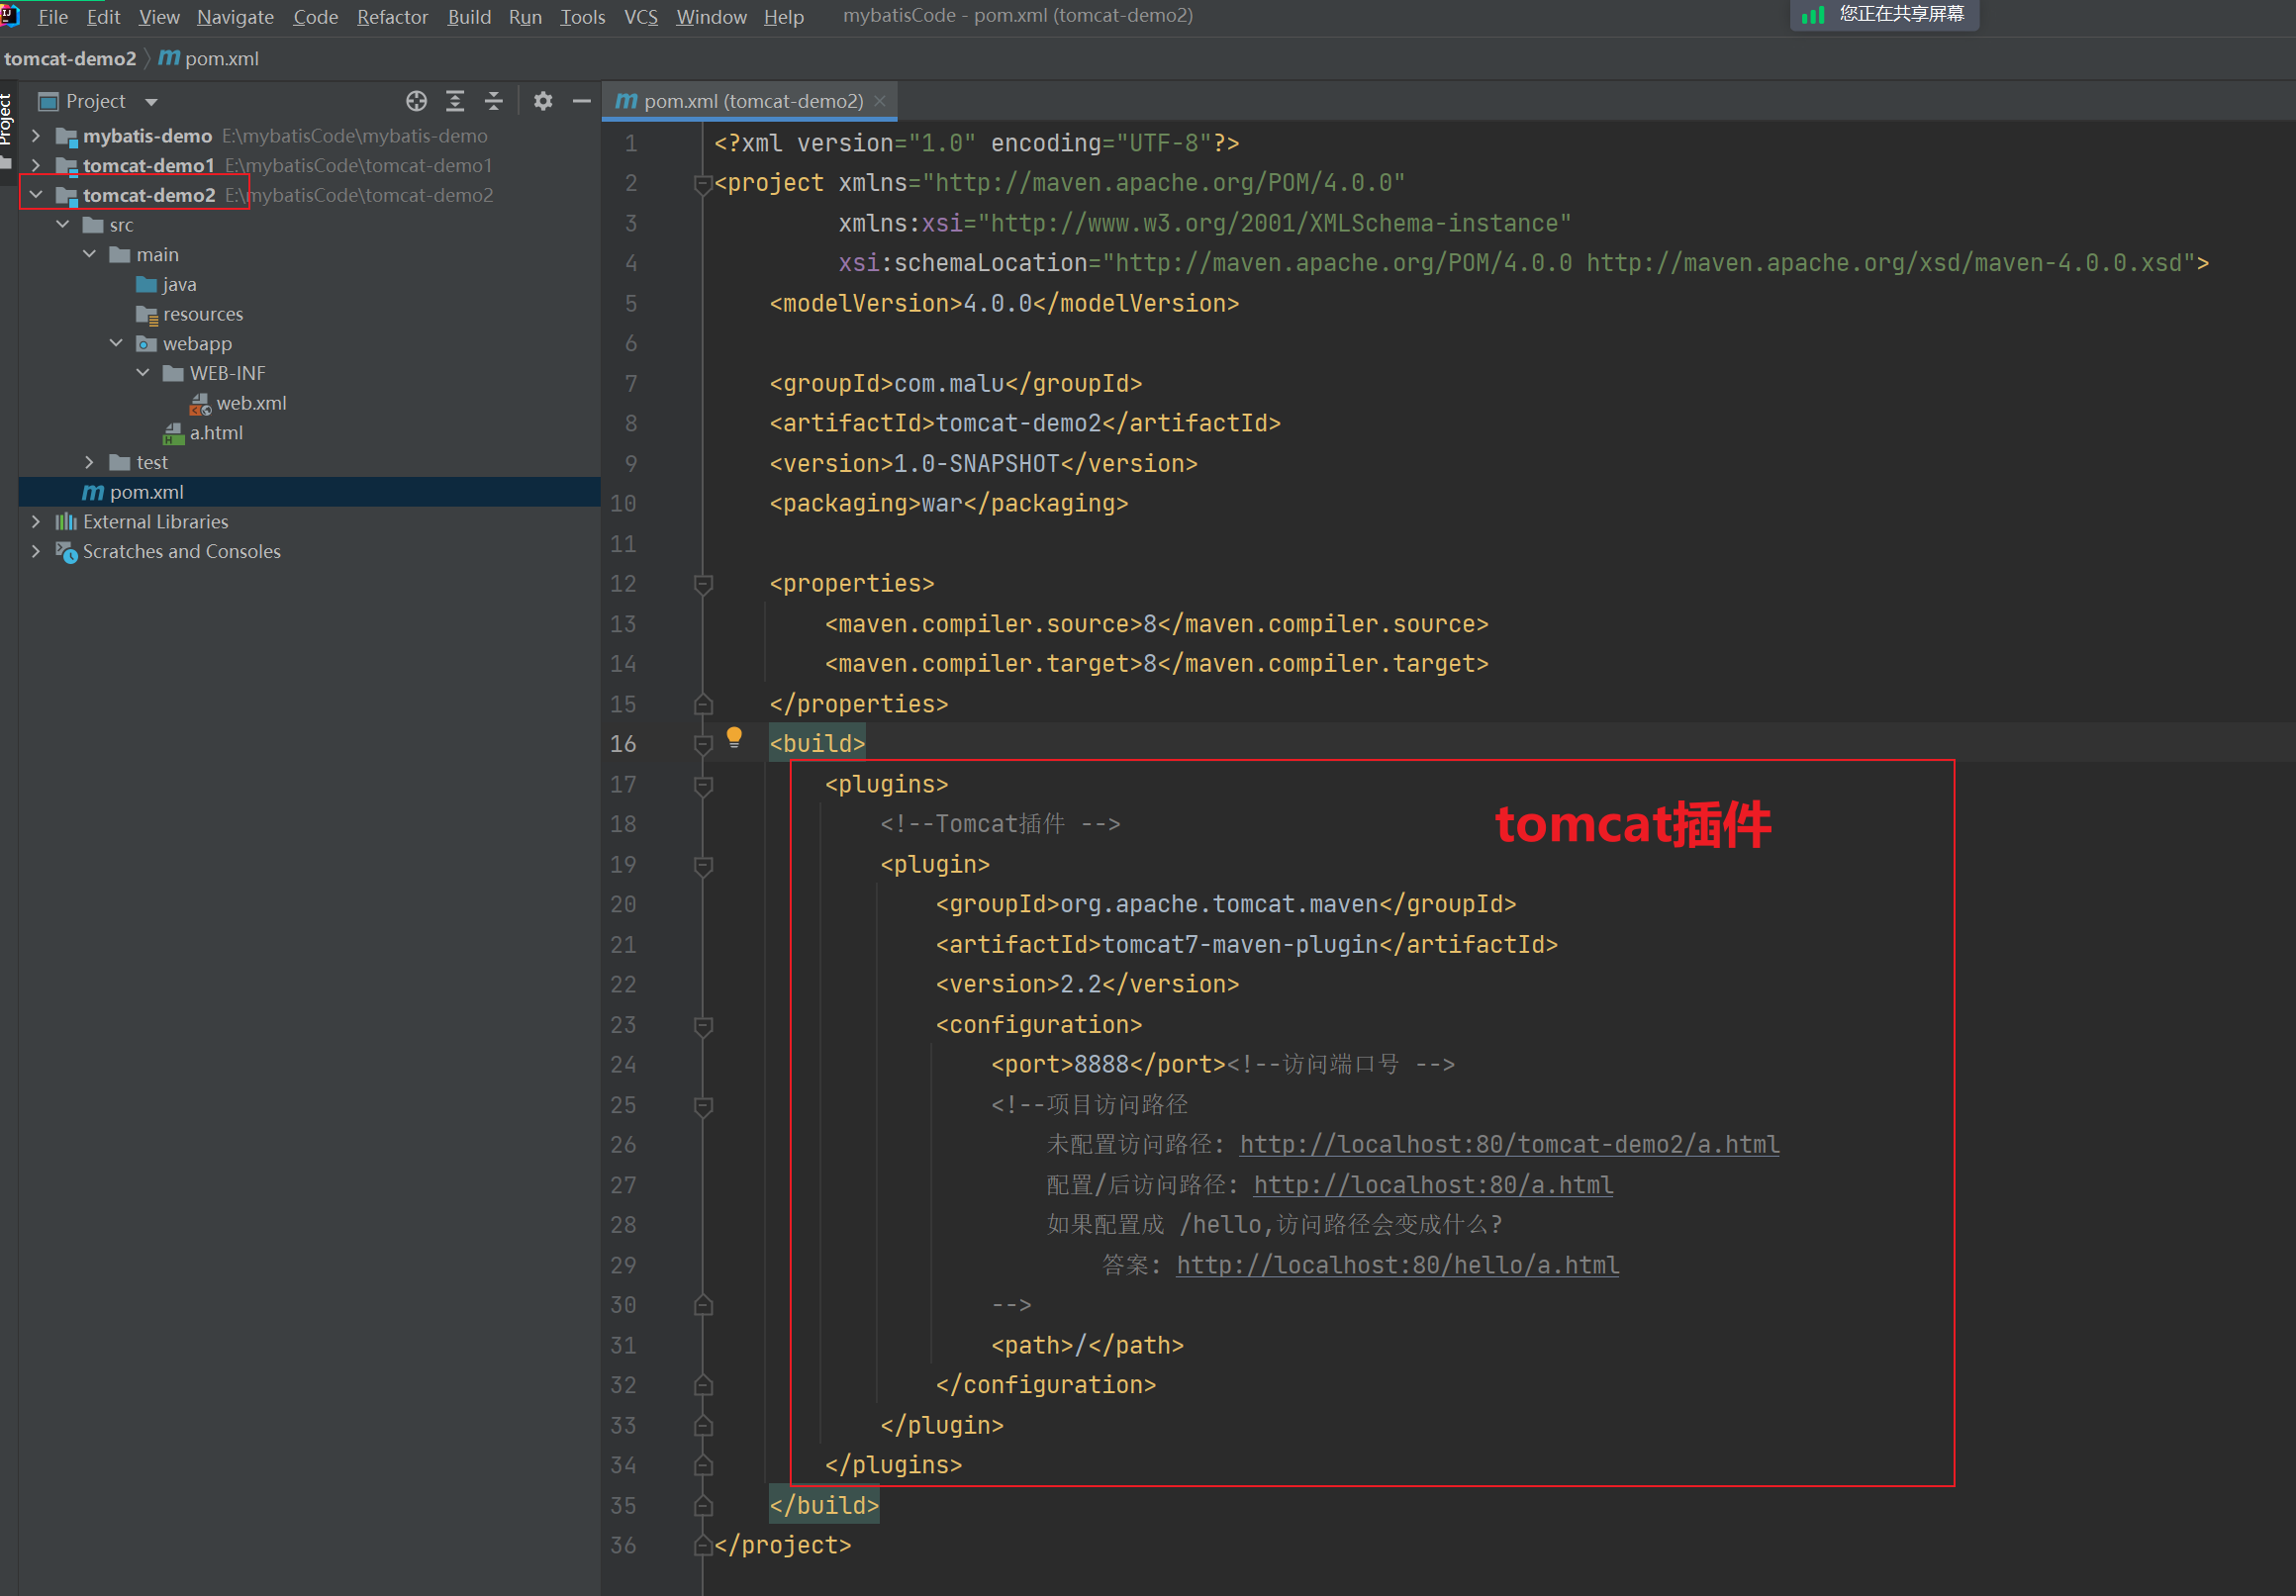 File Edit View Navigate Code Refactor Build Run Tools VCS Window Help mybatisCode - pom.xml (tomcat-demo2) 您正在共享屏幕
tomcat-demo2 pom.xml
Project
Project
pom.xml (tomcat-demo2)
mybatis-demo E:\mybatisCode\mybatis-demo
tomcat-demo1 E:\mybatisCode\tomcat-demo1
tomcat-demo2 E:\mybatisCode\tomcat-demo2
src
main
java
resources
webapp
WEB-INF
web.xml
a.html
test
pom.xml
External Libraries
Scratches and Consoles
1 <?xml version="1.0" encoding="UTF-8"?>
2 <project xmlns="http://maven.apache.org/POM/4.0.0"
3 xmlns:xsi="http://www.w3.org/2001/XMLSchema-instance"
4 xsi:schemaLocation="http://maven.apache.org/POM/4.0.0 http://maven.apache.org/xsd/maven-4.0.0.xsd">
5 <modelVersion>4.0.0</modelVersion>
6
7 <groupId>com.malu</groupId>
8 <artifactId>tomcat-demo2</artifactId>
9 <version>1.0-SNAPSHOT</version>
10 <packaging>war</packaging>
11
12 <properties>
13 <maven.compiler.source>8</maven.compiler.source>
14 <maven.compiler.target>8</maven.compiler.target>
15 </properties>
16 <build>
17 <plugins>
18 <!--Tomcat插件 -->
tomcat插件
19 <plugin>
20 <groupId>org.apache.tomcat.maven</groupId>
21 <artifactId>tomcat7-maven-plugin</artifactId>
22 <version>2.2</version>
23 <configuration>
24 <port>8888</port><!--访问端口号 -->
25 <!--项目访问路径
26 未配置访问路径: http://localhost:80/tomcat-demo2/a.html
27 配置/后访问路径: http://localhost:80/a.html
28 如果配置成 /hello,访问路径会变成什么?
29 答案: http://localhost:80/hello/a.html
30 -->
31 <path>/</path>
32 </configuration>
33 </plugin>
34 </plugins>
35 </build>
36 </project>